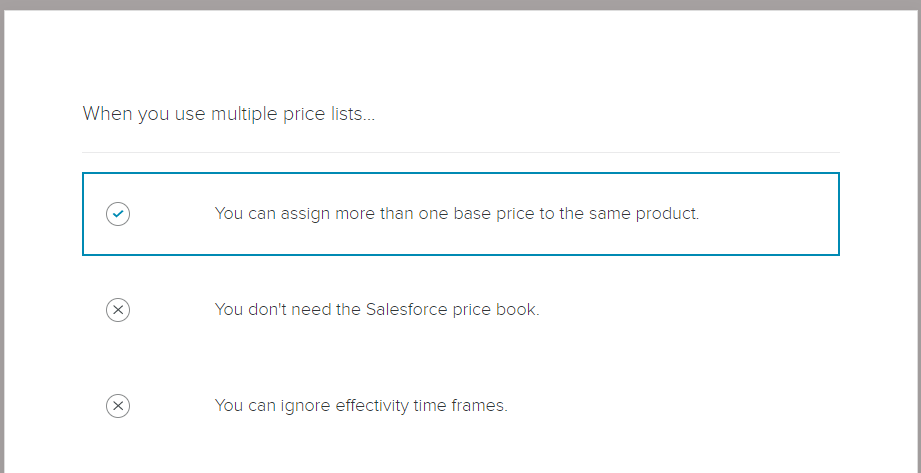 When you use multiple price lists...
You can assign more than one base price to the same product.
You don't need the Salesforce price book.
You can ignore effectivity time frames.